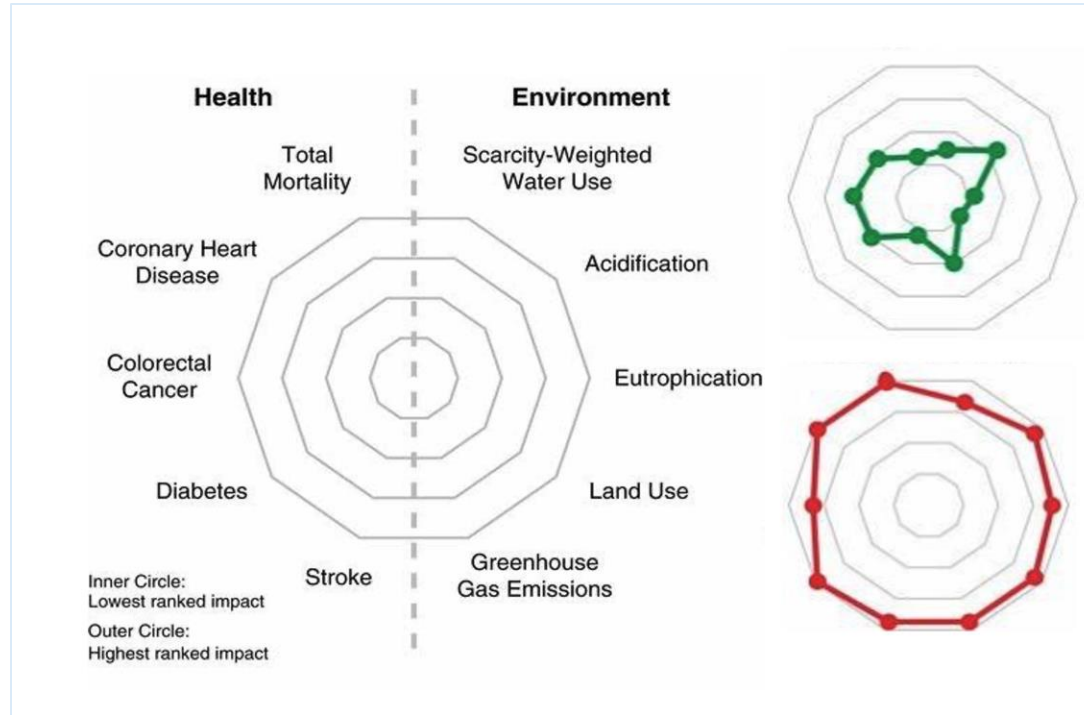 Health
Environment
Total
Mortality
Scarcity-Weighted
Water Use
Coronary Heart
Disease
Acidification
Colorectal
Cancer
Eutrophication
Diabetes
Land Use
Stroke
Greenhouse
Gas Emissions
Inner Circle:
Lowest ranked impact
Outer Circle:
Highest ranked impact